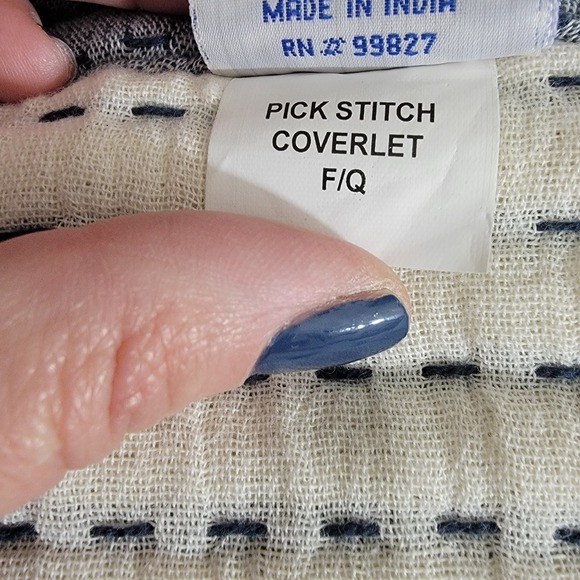 MADE IN INDIA
RN # 99827
PICK STITCH
COVERLET
F/Q